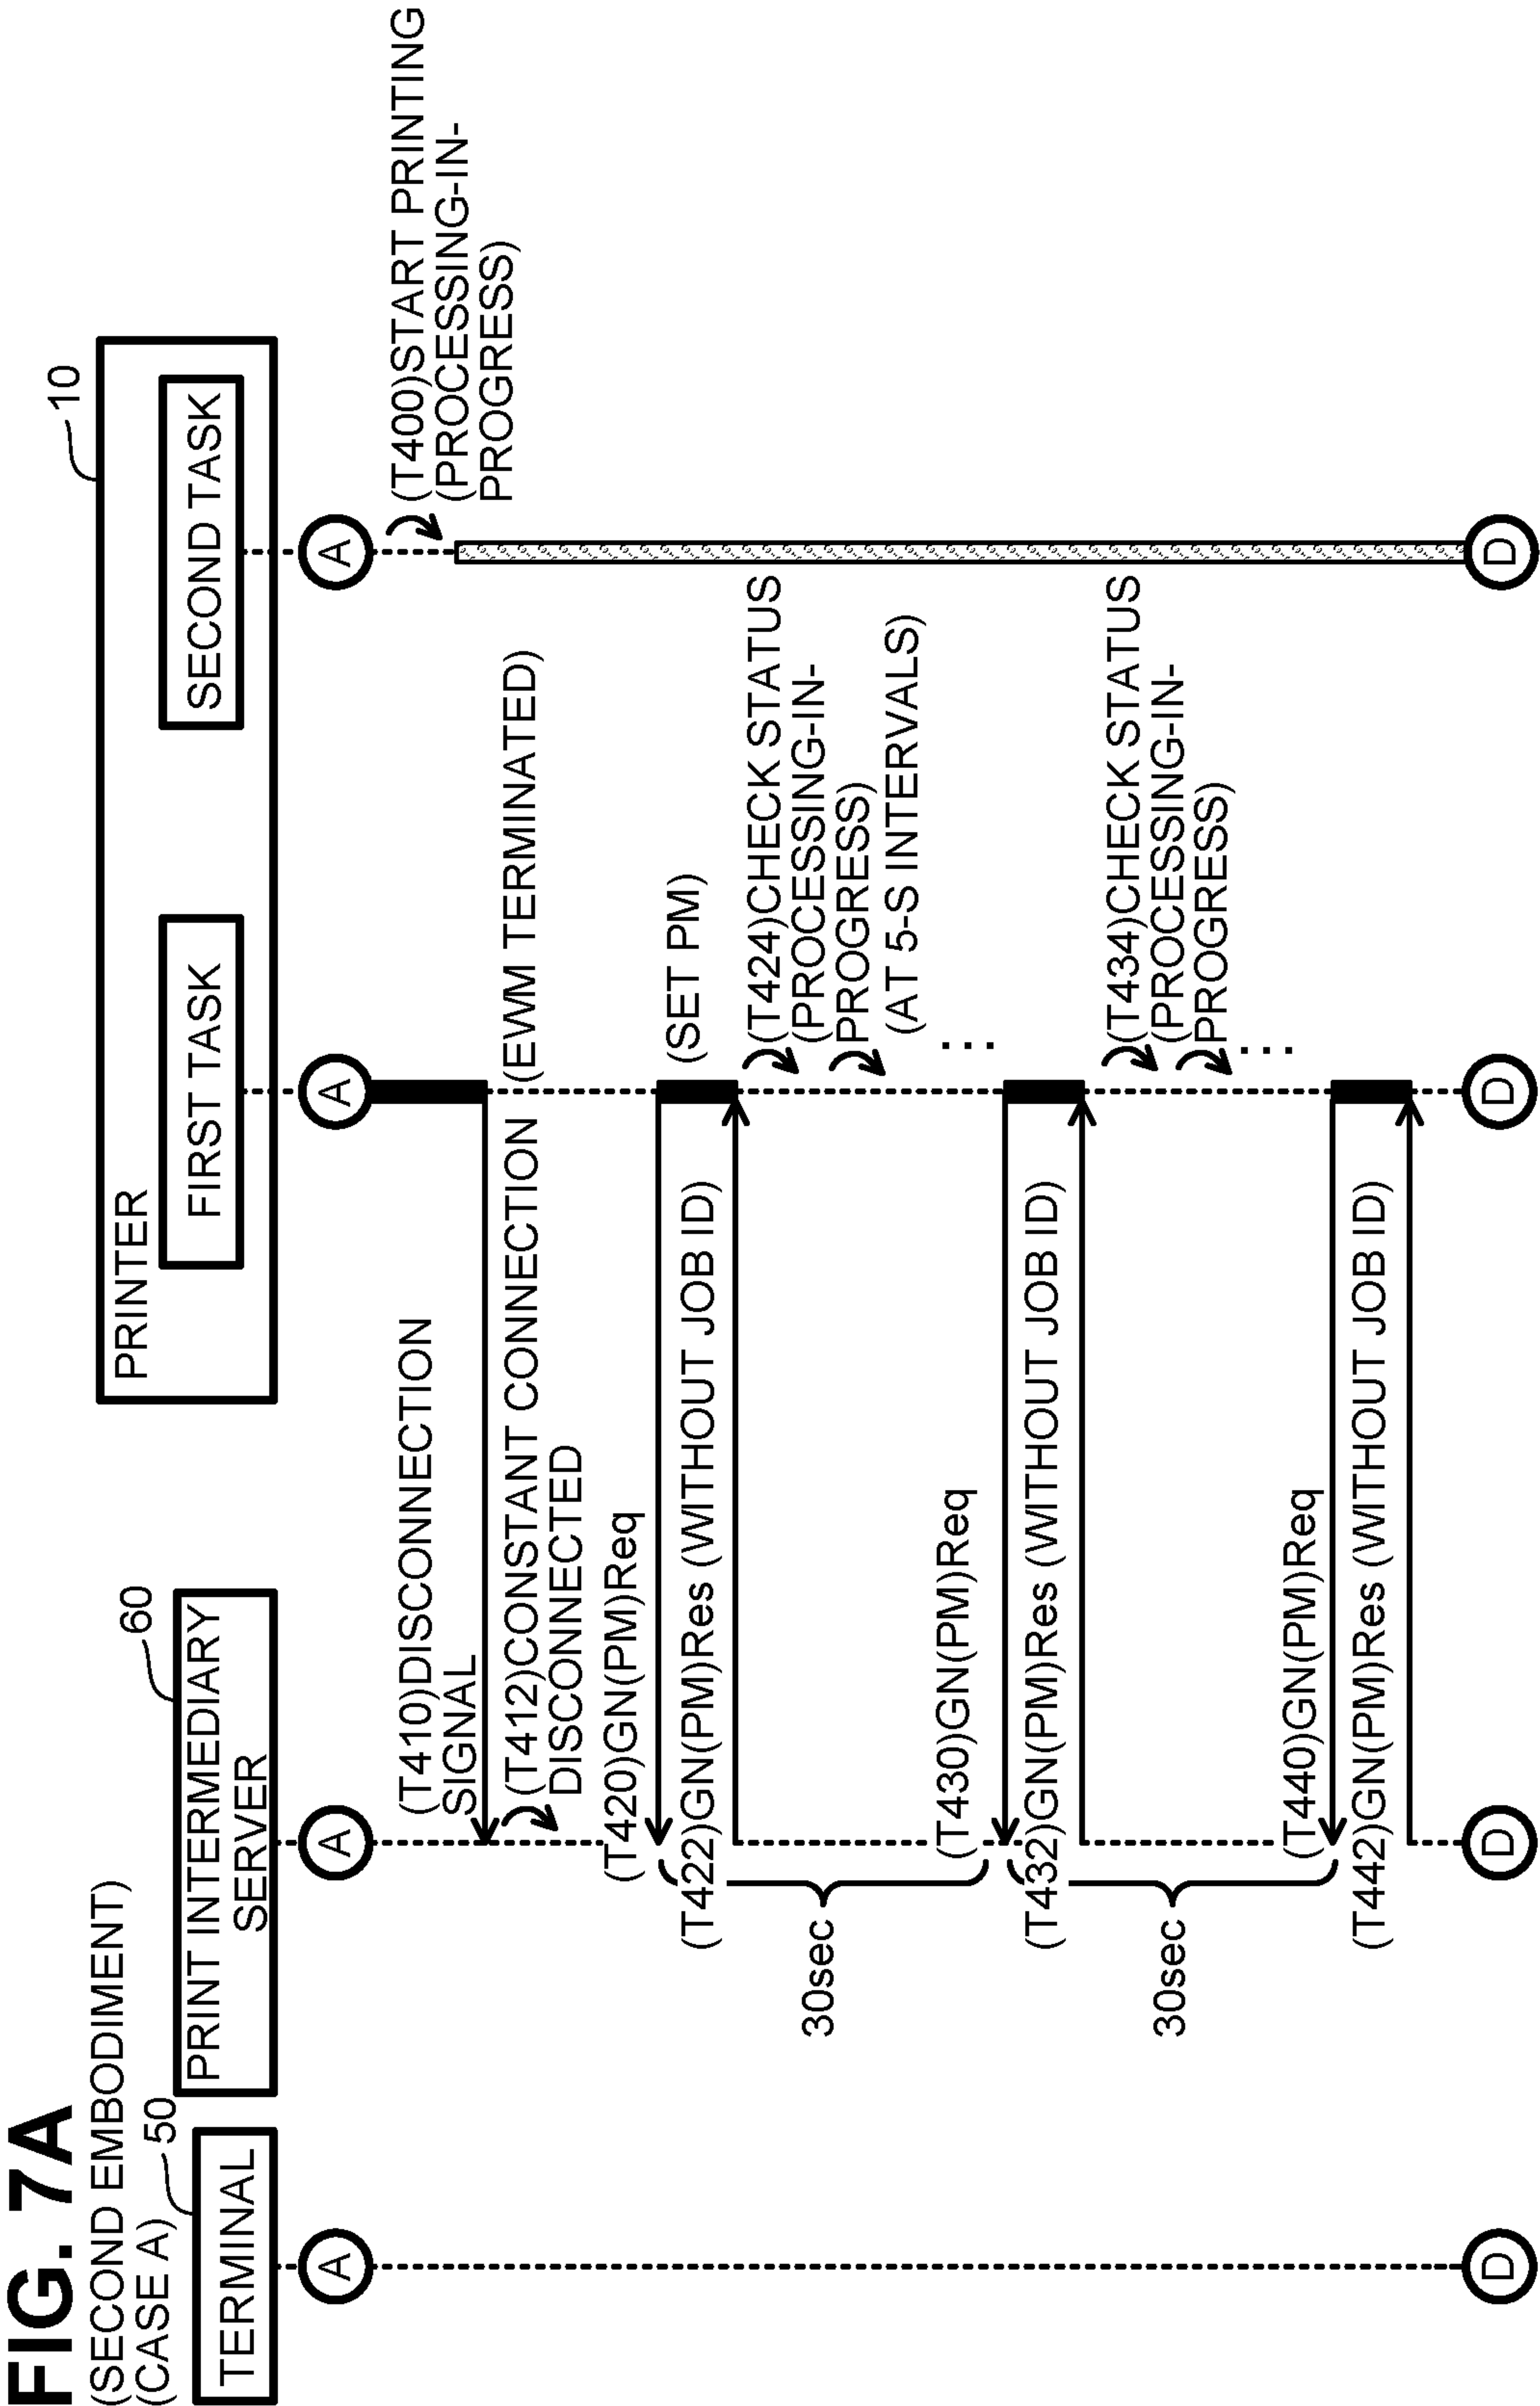 FIG. 7A
(SECOND EMBODIMENT)
(CASE A)
50
TERMINAL
60
PRINT INTERMEDIARY
SERVER
10
PRINTER
FIRST TASK
SECOND TASK
A
A
A
A
(T400)START PRINTING
(PROCESSING-IN-
PROGRESS)
(T410)DISCONNECTION
SIGNAL
(EWM TERMINATED)
(T412)CONSTANT CONNECTION
DISCONNECTED
(T420)GN(PM)Req
(SET PM)
(T422)GN(PM)Res (WITHOUT JOB ID)
(T424)CHECK STATUS
(PROCESSING-IN-
PROGRESS)
(AT 5-S INTERVALS)
...
30sec
(T430)GN(PM)Req
(T432)GN(PM)Res (WITHOUT JOB ID)
(T434)CHECK STATUS
(PROCESSING-IN-
PROGRESS)
...
30sec
(T440)GN(PM)Req
(T442)GN(PM)Res (WITHOUT JOB ID)
D
D
D
D